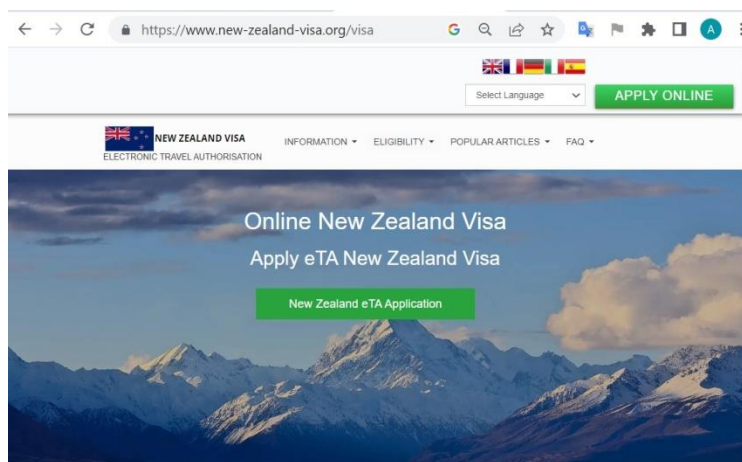 https://www.new-zealand-visa.org/visa
A
Select Language
APPLY ONLINE
NEW ZEALAND VISA
ELECTRONIC TRAVEL AUTHORISATION
INFORMATION
ELIGIBILITY
POPULAR ARTICLES
FAQ
Online New Zealand Visa
Apply eTA New Zealand Visa
New Zealand eTA Application